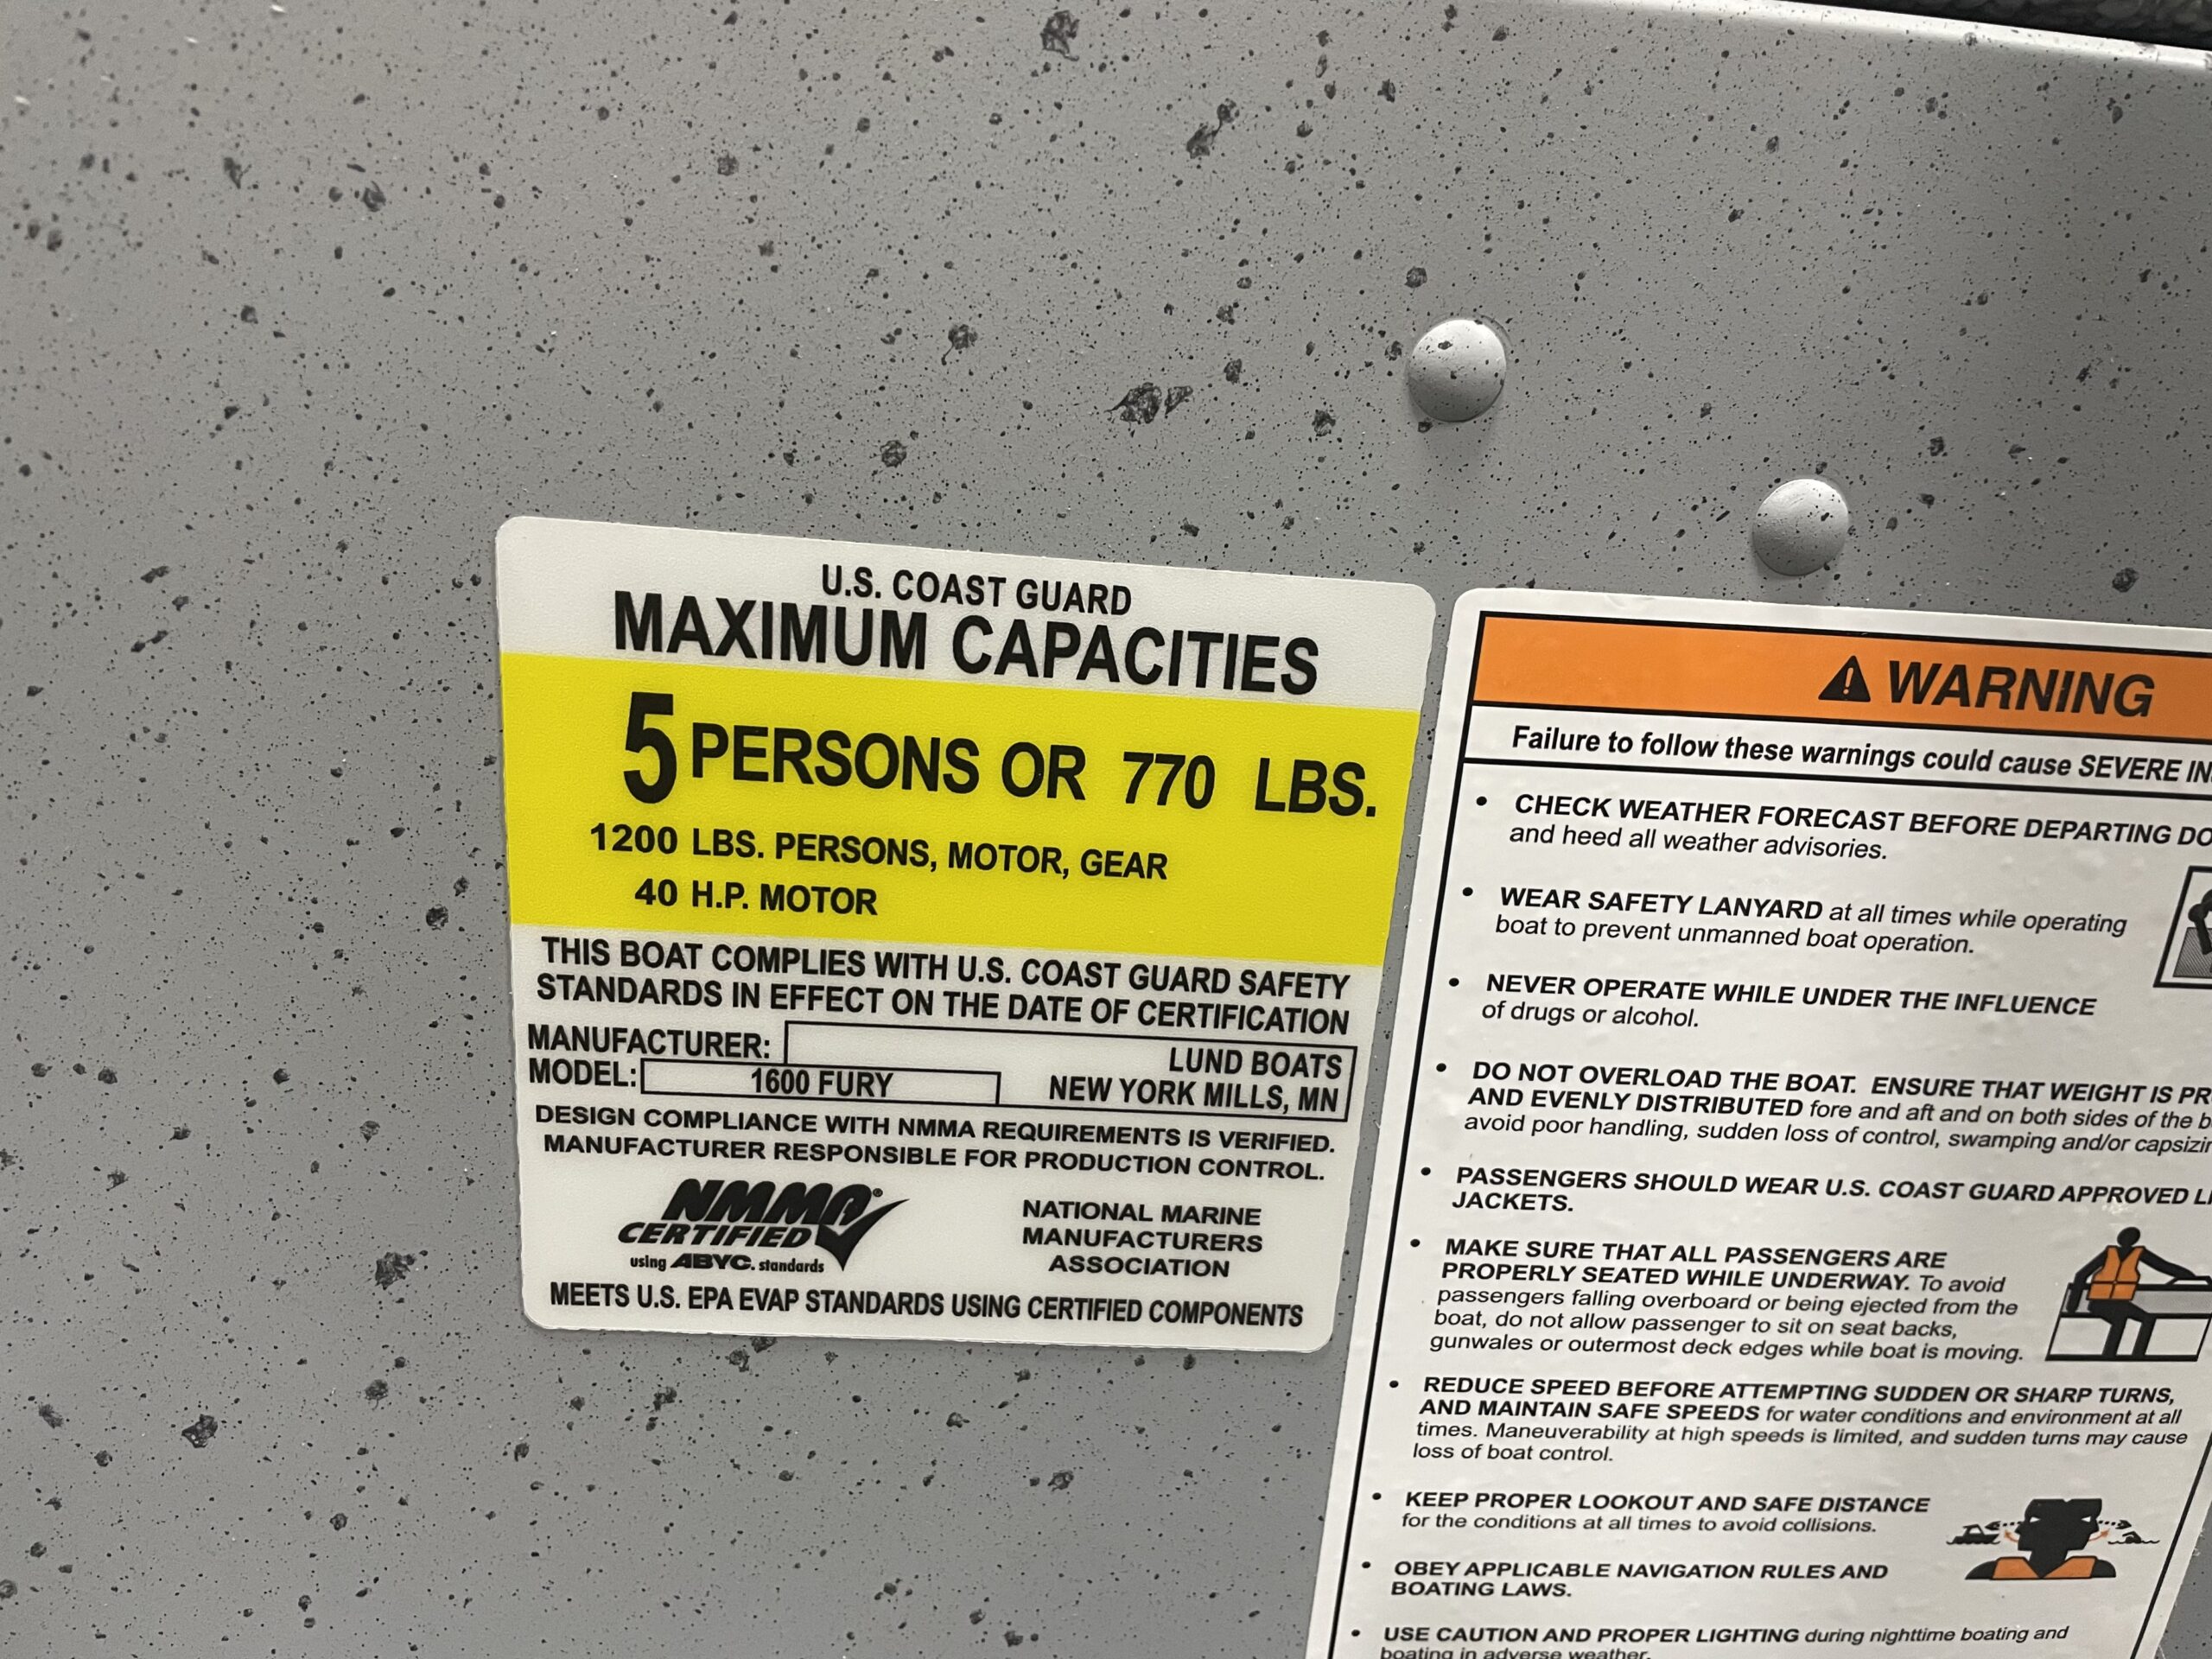 U.S. COAST GUARD
MAXIMUM CAPACITIES
5 PERSONS OR 770 LBS.
1200 LBS. PERSONS, MOTOR, GEAR
40 H.P. MOTOR
THIS BOAT COMPLIES WITH U.S. COAST GUARD SAFETY
STANDARDS IN EFFECT ON THE DATE OF CERTIFICATION
MANUFACTURER: LUND BOATS
MODEL: 1600 FURY NEW YORK MILLS, MN
DESIGN COMPLIANCE WITH NMMA REQUIREMENTS IS VERIFIED.
MANUFACTURER RESPONSIBLE FOR PRODUCTION CONTROL.
NMMA®
CERTIFIED
using ABYC. standards
NATIONAL MARINE
MANUFACTURERS
ASSOCIATION
MEETS U.S. EPA EVAP STANDARDS USING CERTIFIED COMPONENTS
WARNING
Failure to follow these warnings could cause SEVERE
• CHECK WEATHER FORECAST BEFORE DEPARTING
and heed all weather advisories.
• WEAR SAFETY LANYARD at all times while operating
boat to prevent unmanned boat operation.
• NEVER OPERATE WHILE UNDER THE INFLUENCE
of drugs or alcohol.
• DO NOT OVERLOAD THE BOAT. ENSURE THAT WEIGHT IS
AND EVENLY DISTRIBUTED fore and aft and on both sides of the
avoid poor handling, sudden loss of control, swamping and/or
• PASSENGERS SHOULD WEAR U.S. COAST GUARD APPROVED
JACKETS.
• MAKE SURE THAT ALL PASSENGERS ARE
PROPERLY SEATED WHILE UNDERWAY. To avoid
passengers falling overboard or being ejected from the
boat, do not allow passenger to sit on seat backs,
gunwales or outermost deck edges while boat is moving.
• REDUCE SPEED BEFORE ATTEMPTING SUDDEN OR SHARP TURNS,
AND MAINTAIN SAFE SPEEDS for water conditions and environment at all
times. Maneuverability at high speeds is limited, and sudden turns may cause
loss of boat control.
• KEEP PROPER LOOKOUT AND SAFE DISTANCE
for the conditions at all times to avoid collisions.
• OBEY APPLICABLE NAVIGATION RULES AND
BOATING LAWS.
• USE CAUTION AND PROPER LIGHTING during nighttime boating and
boating in adverse weather.